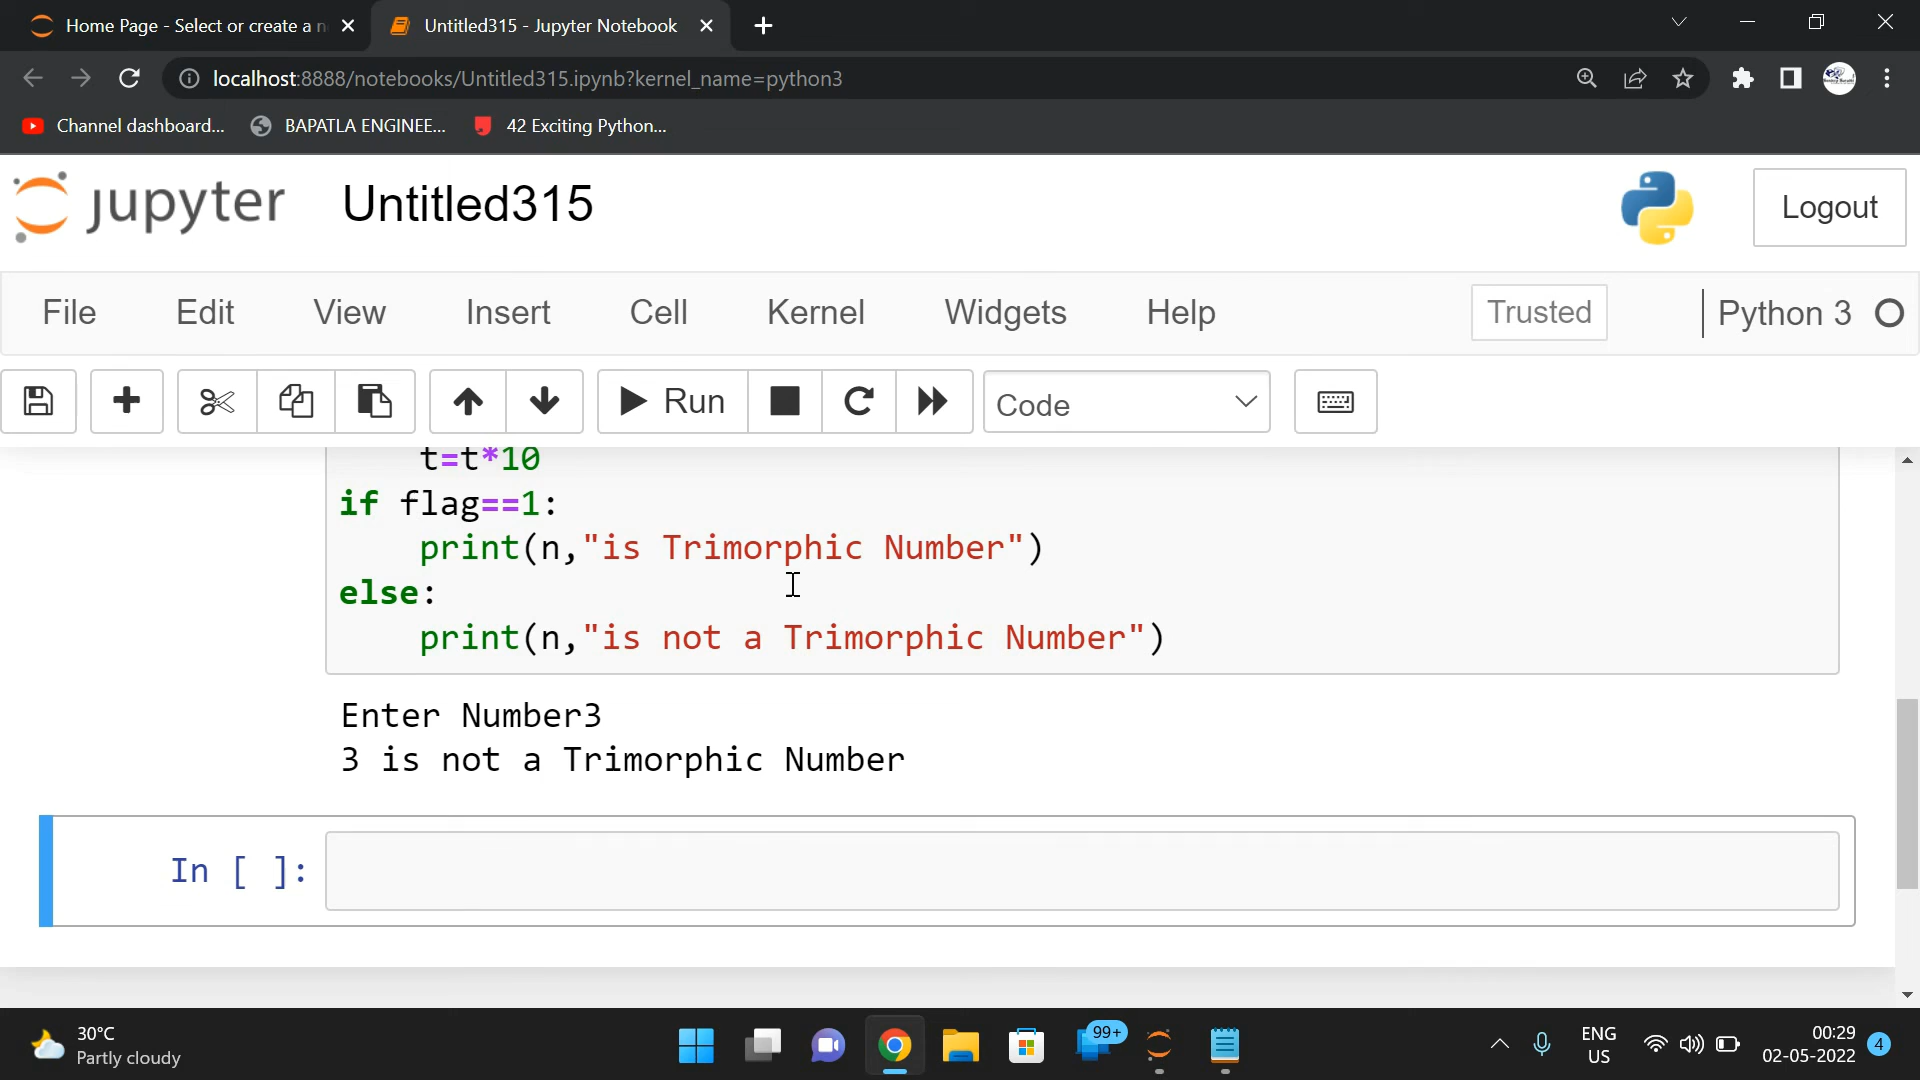 Home Page - Select or create a n
Untitled315 - Jupyter Notebook
localhost:8888/notebooks/Untitled315.ipynb?kernel_name=python3
Channel dashboard... BAPATLA ENGINEE... 42 Exciting Python...
jupyter Untitled315
Logout
File Edit View Insert Cell Kernel Widgets Help Trusted Python 3
Run Code
t=t*10
if flag==1:
print(n,"is Trimorphic Number")
else:
print(n,"is not a Trimorphic Number")
Enter Number3
3 is not a Trimorphic Number
In [ ]:
30°C
Partly cloudy
99+
ENG
US
00:29
02-05-2022
4